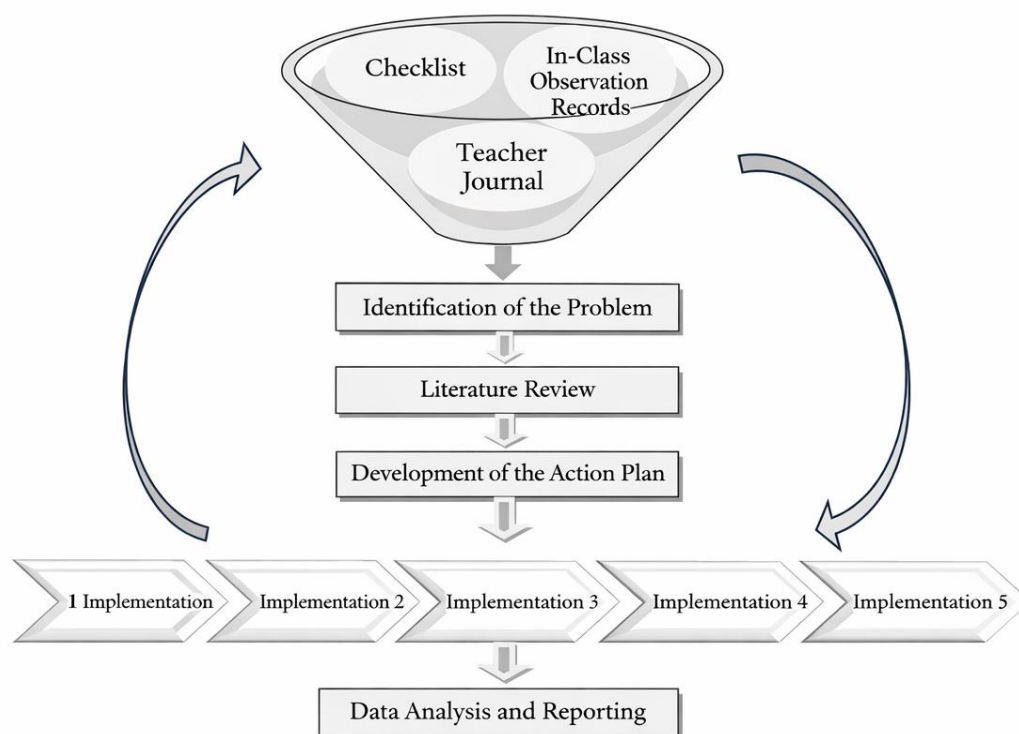 Checklist
In-Class
Observation
Records
Teacher
Journal
Identification of the Problem
Literature Review
Development of the Action Plan
1 Implementation
Implementation 2
Implementation 3
Implementation 4
Implementation 5
Data Analysis and Reporting